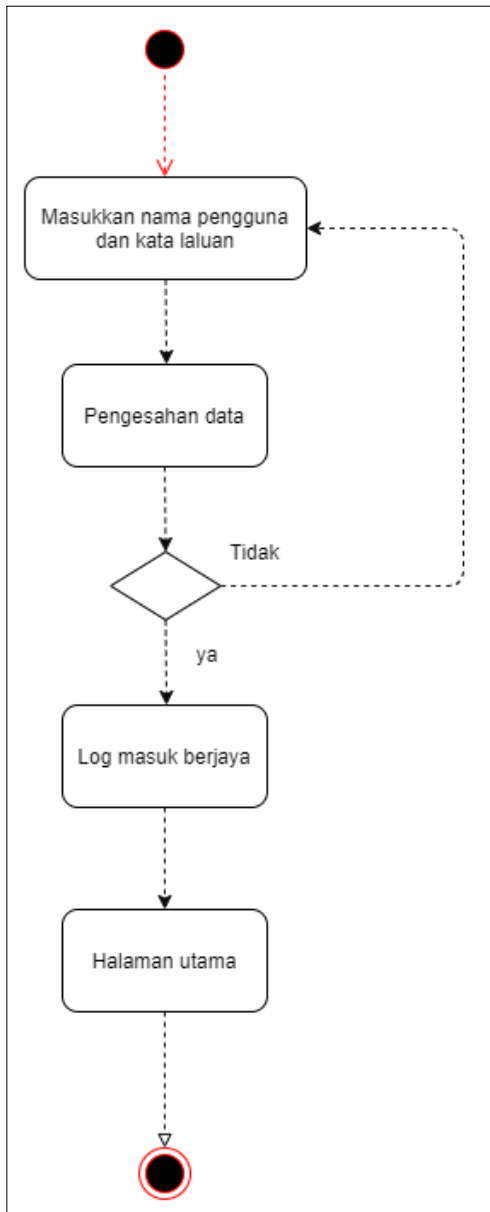 Masukkan nama pengguna
dan kata laluan
Pengesahan data
Tidak
ya
Log masuk berjaya
Halaman utama